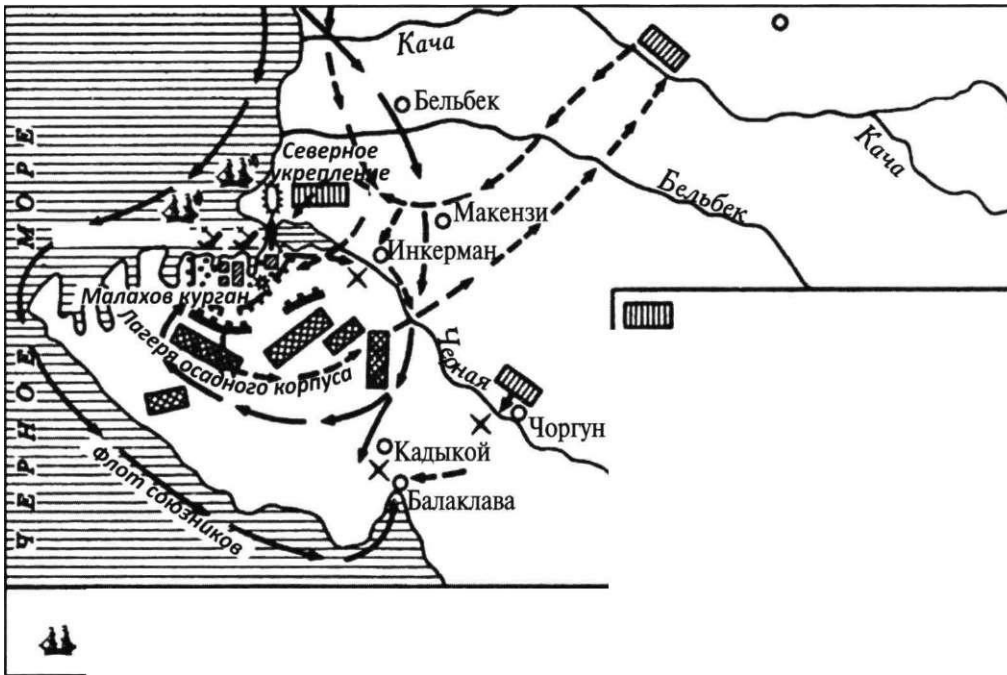 Кача
Бельбек
Северное
укрепление
Кача
Бельбек
Макензи
Инкерман
Малахов курган
Лагеря осадного корпуса
Черная
Чоргун
Кадыкой
Балаклава
флот союзников
ЧЕРНОЕ МОРЕ